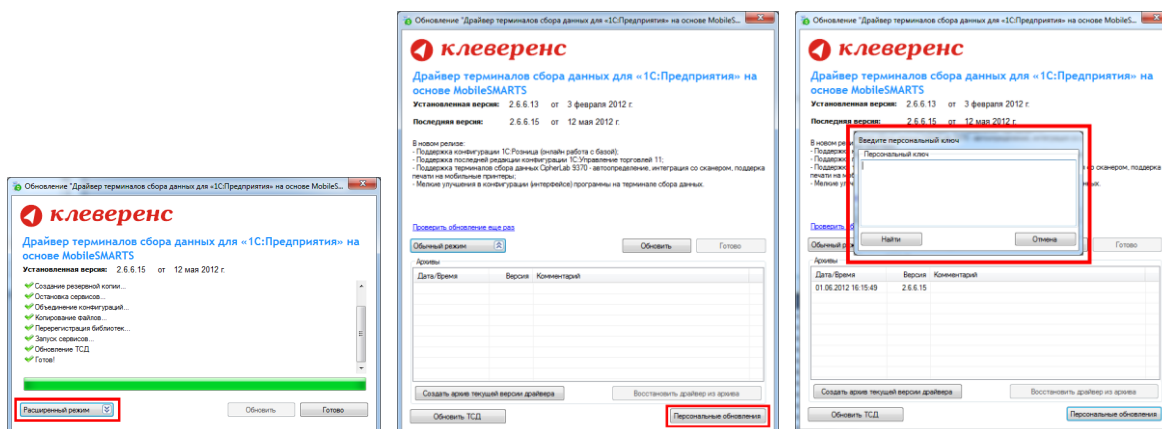 Обновление "Драйвер терминалов сбора данных для «1С:Предприятия» на основе MobileS...
клеверенс
Драйвер терминалов сбора данных для «1С:Предприятия» на
основе MobileSMARTS
Установленная версия: 2.6.6.15 от 12 мая 2012 г.
Создание резервной копии...
Остановка сервисов...
Объединение конфигураций...
Копирование файлов...
Перерегистрация библиотек...
Запуск сервисов...
Обновление ТСД
Готов!
Расширенный режим
Обновить
Готово
Обновление "Драйвер терминалов сбора данных для «1С:Предприятия» на основе MobileS...
клеверенс
Драйвер терминалов сбора данных для «1С:Предприятия» на
основе MobileSMARTS
Установленная версия: 2.6.6.13 от 3 февраля 2012 г.
Последняя версия: 2.6.6.15 от 12 мая 2012 г.
В новом релизе:
- Поддержка конфигурации 1С:Розница (онлайн работа с базой);
- Поддержка последней редакции конфигурации 1С:Управление торговлей 11;
- Поддержка терминалов сбора данных CipherLab 9370 - автоопределение, интеграция со сканером, поддержка
печати на мобильные принтеры;
- Мелкие улучшения в конфигурации (интерфейсе) программы на терминале сбора данных.
Проверить обновление еще раз
Обычный режим
Обновить
Готово
Архивы
Дата/Время Версия Комментарий
Создать архив текущей версии драйвера
Восстановить драйвер из архива
Обновить ТСД
Персональные обновления
Обновление "Драйвер терминалов сбора данных для «1С:Предприятия» на основе MobileS...
клеверенс
Драйвер терминалов сбора данных для «1С:Предприятия» на
основе MobileSMARTS
Установленная версия: 2.6.6.13 от 3 февраля 2012 г.
Последняя версия: 2.6.6.15 от 12 мая 2012 г.
Введите персональный ключ
Персональный ключ
Найти
Отмена
со сканером, поддержка
Готово
Архивы
Дата/Время Версия Комментарий
01.06.2012 16:15:49 2.6.6.15
Создать архив текущей версии драйвера
Восстановить драйвер из архива
Обновить ТСД
Персональные обновления